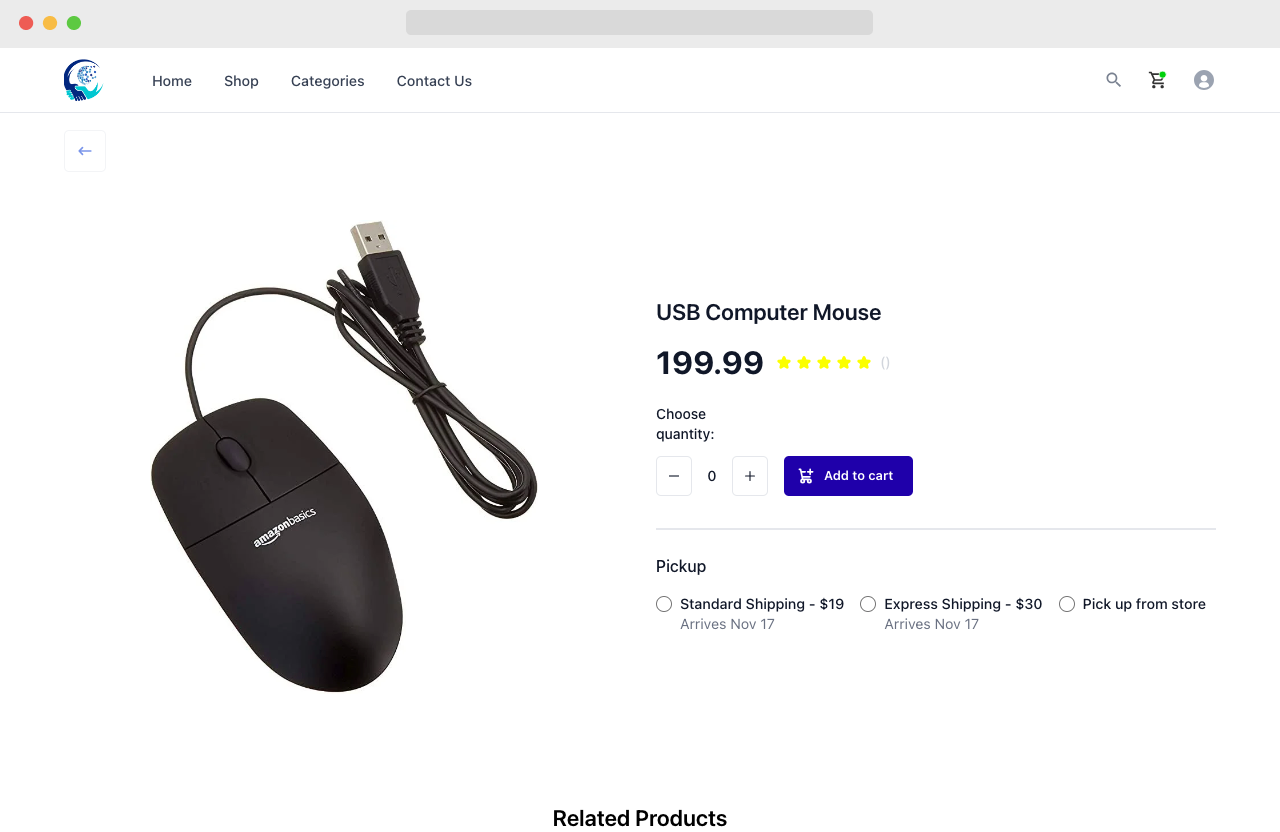 Home
Shop
Categories
Contact Us
amazonbasics
USB Computer Mouse
199.99
()
Choose
quantity:
0
Add to cart
Pickup
Standard Shipping - $19
Arrives Nov 17
Express Shipping - $30
Arrives Nov 17
Pick up from store
Related Products